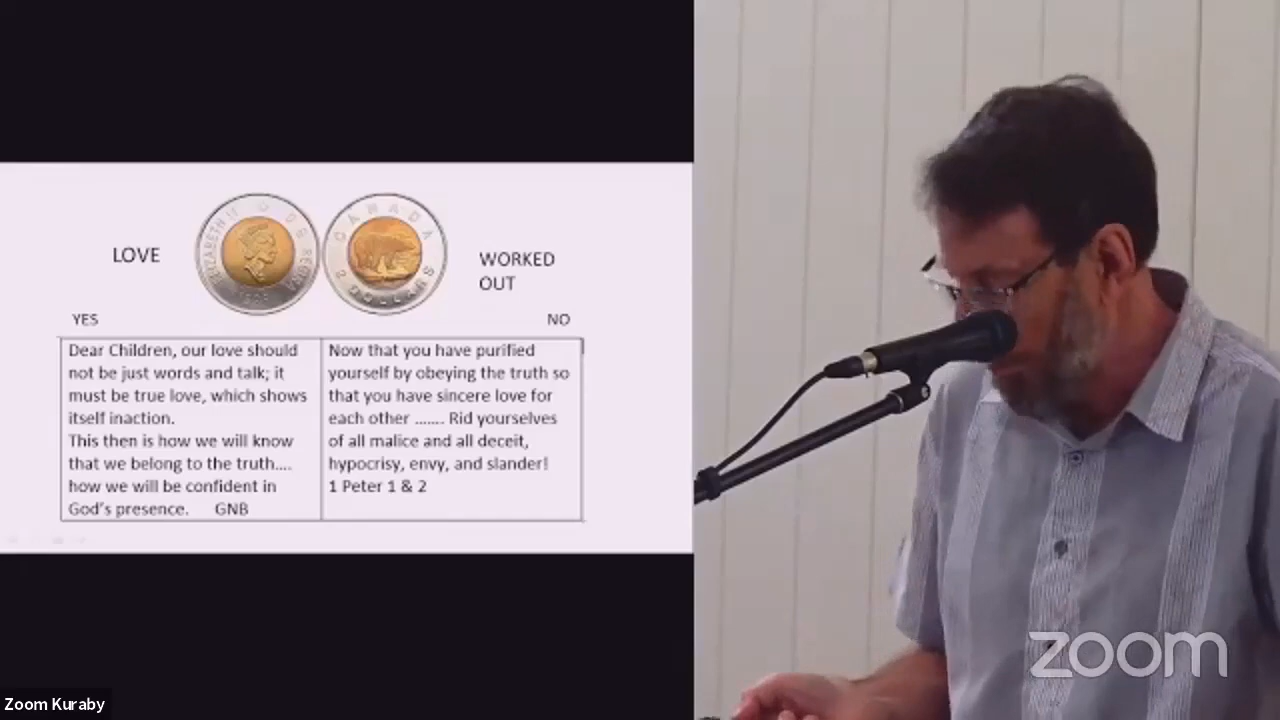 LOVE
ELIZABETH II D·G·REGINA
CANADA
2 DOLLARS
WORKED
OUT
YES
NO
Dear Children, our love should
not be just words and talk; it
must be true love, which shows
itself inaction.
This then is how we will know
that we belong to the truth....
how we will be confident in
God's presence. GNB
Now that you have purified
yourself by obeying the truth so
that you have sincere love for
each other ....... Rid yourselves
of all malice and all deceit,
hypocrisy, envy, and slander!
1 Peter 1 & 2
zoom
Zoom Kuraby